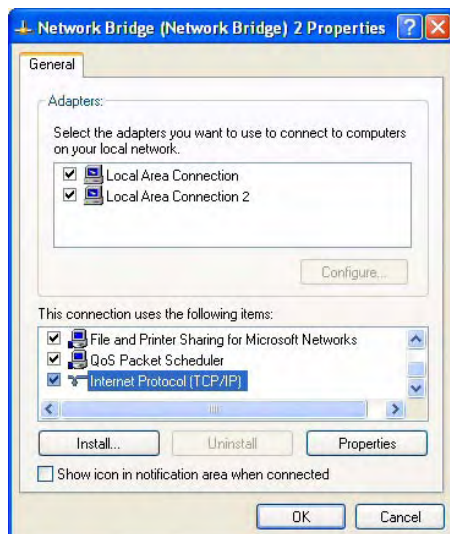 Network Bridge (Network Bridge) 2 Properties
General
Adapters:
Select the adapters you want to use to connect to computers
on your local network.
Local Area Connection
Local Area Connection 2
Configure...
This connection uses the following items:
File and Printer Sharing for Microsoft Networks
QoS Packet Scheduler
Internet Protocol (TCP/IP)
Install... Uninstall Properties
Show icon in notification area when connected
OK Cancel